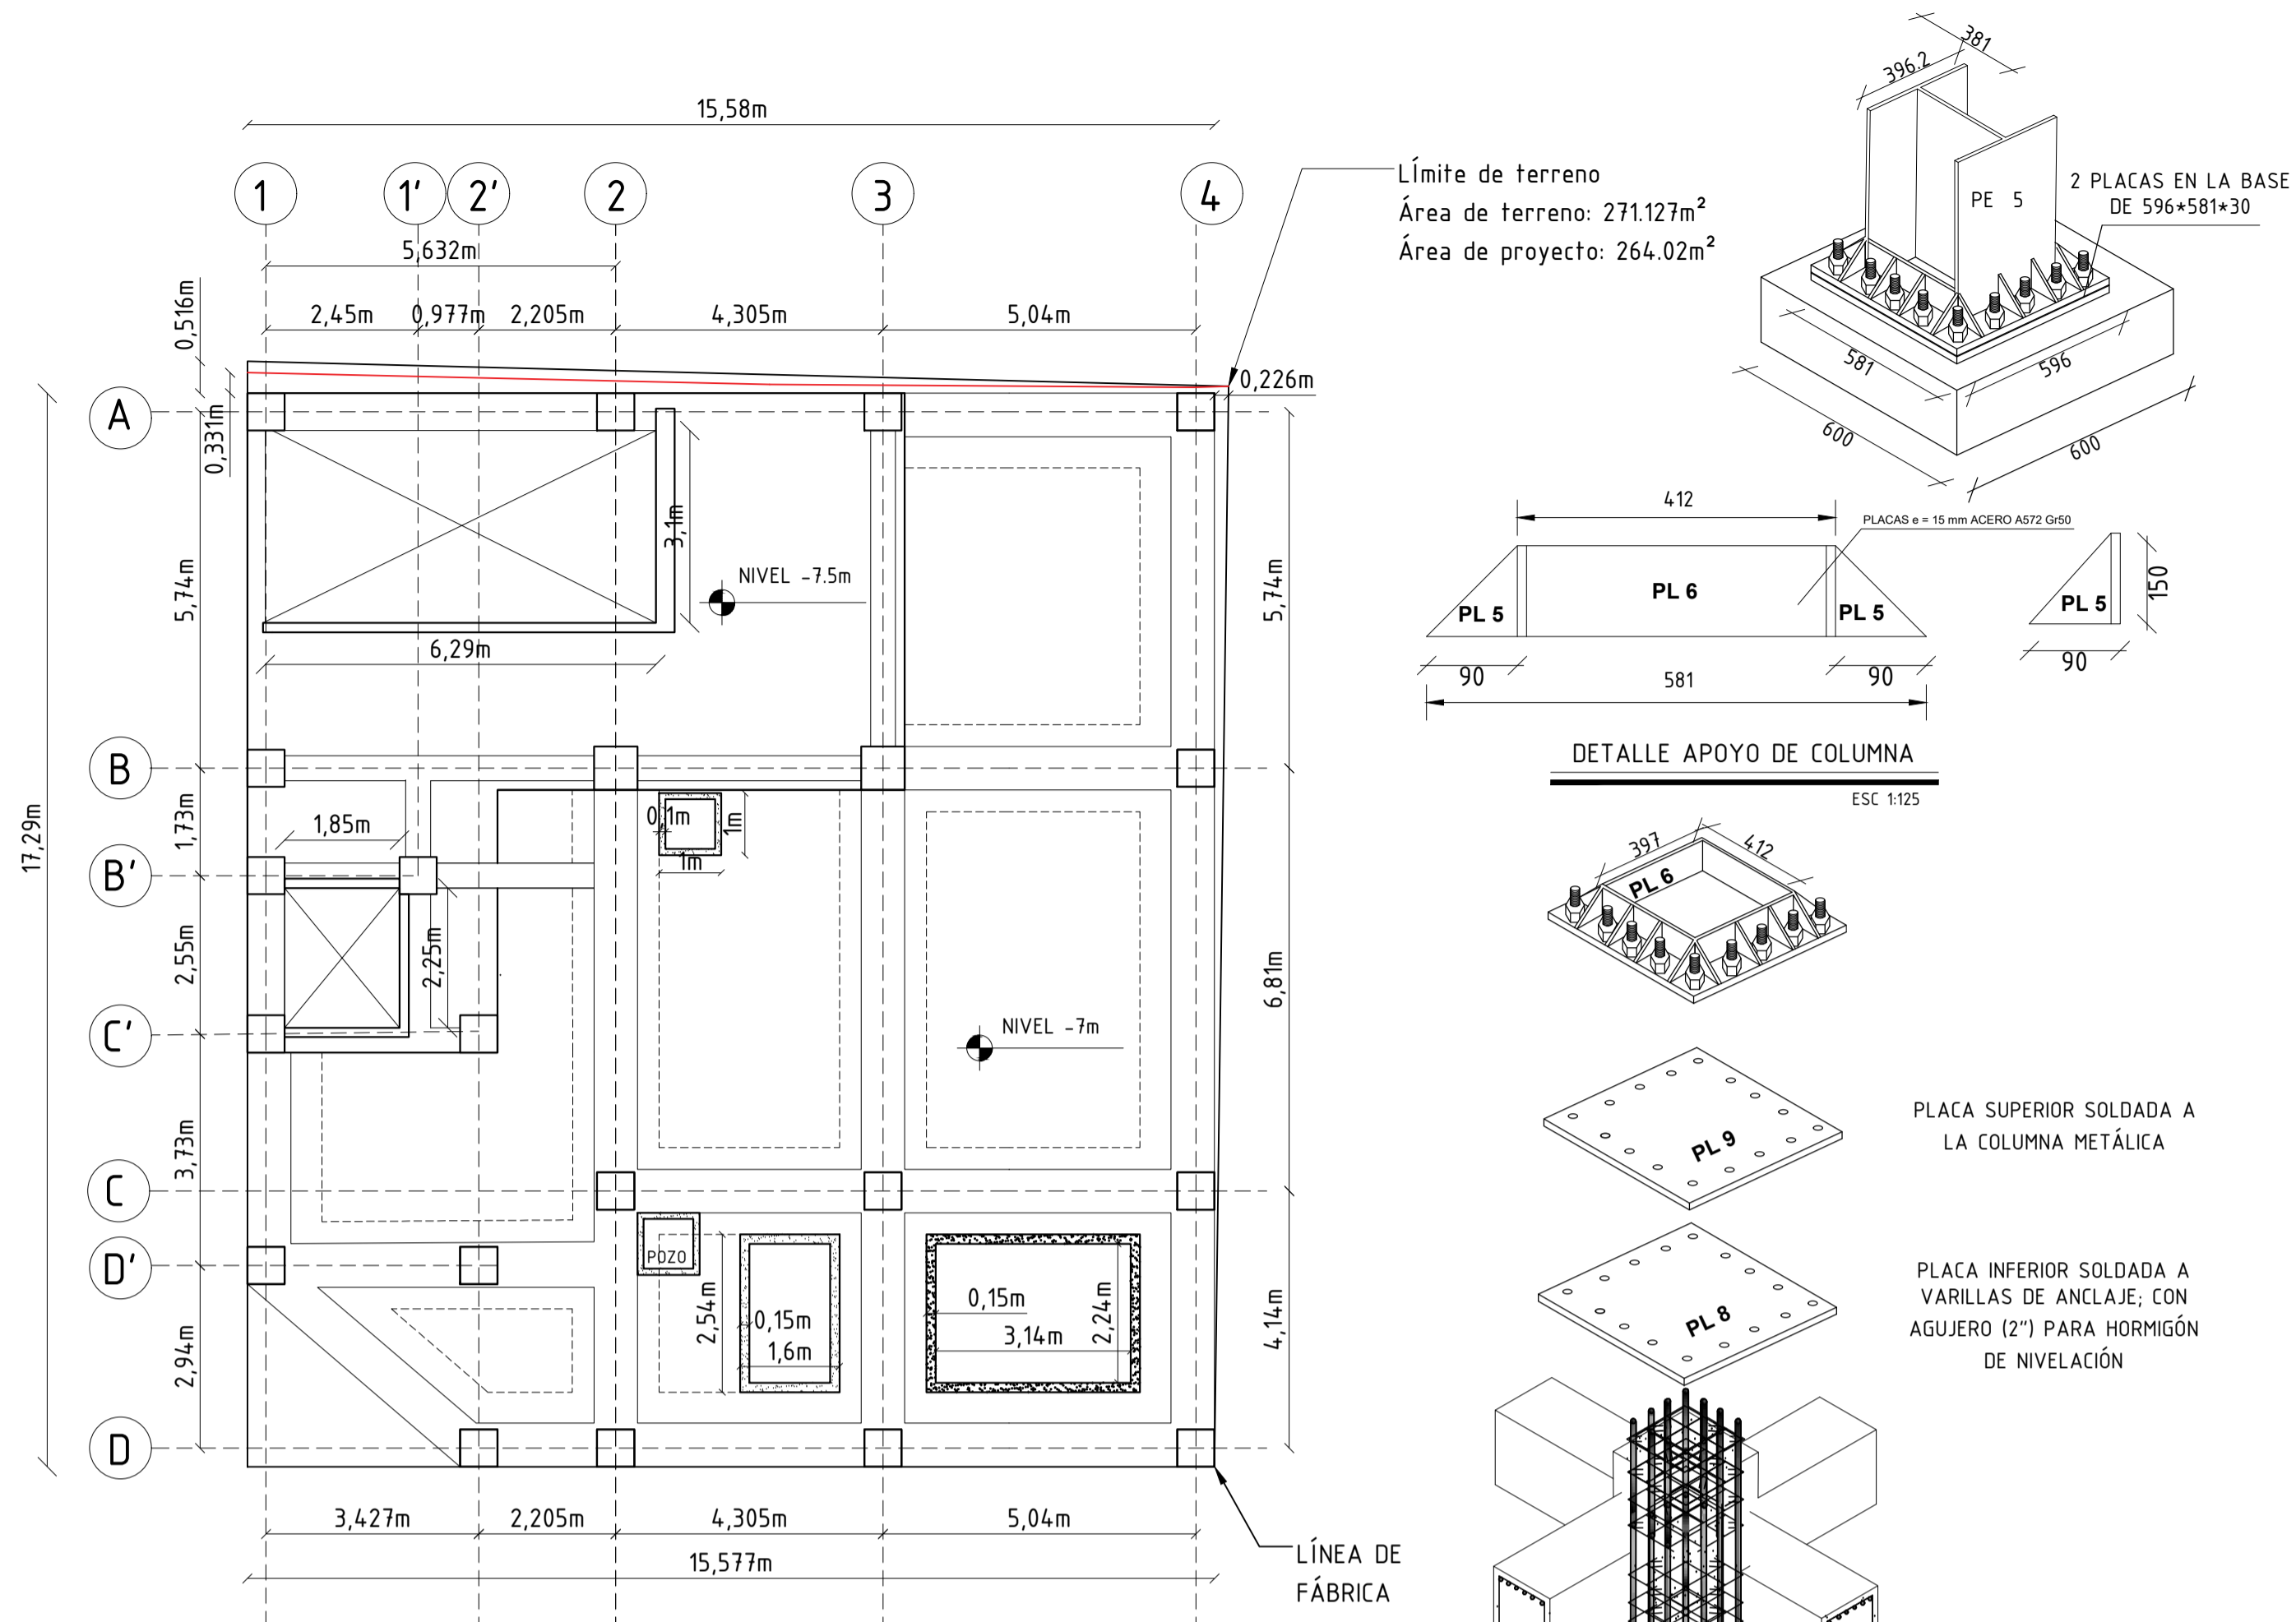 15,58m
1
1'
2'
2
3
4
5,632m
2,45m
0,977m
2,205m
4,305m
5,04m
0,516m
0,331m
0,226m
LÍmite de terreno
Área de terreno: 271.127m²
Área de proyecto: 264.02m²
A
B
B'
C'
C
D'
D
17,29m
5,74m
1,73m
2,55m
3,73m
2,94m
3,1m
NIVEL -7.5m
6,29m
1,85m
2,25m
0,1m
1m
1m
NIVEL -7m
POZO
2,54m
0,15m
1,6m
0,15m
3,14m
2,24m
5,74m
6,81m
4,14m
3,427m
2,205m
4,305m
5,04m
15,577m
LÍNEA DE
FÁBRICA
381
396.2
PE 5
2 PLACAS EN LA BASE
DE 596*581*30
581
596
600
600
412
PLACAS e = 15 mm ACERO A572 Gr50
PL 5
PL 6
PL 5
90
90
581
PL 5
150
90
DETALLE APOYO DE COLUMNA
ESC 1:125
397
412
PL 6
PL 9
PLACA SUPERIOR SOLDADA A
LA COLUMNA METÁLICA
PL 8
PLACA INFERIOR SOLDADA A
VARILLAS DE ANCLAJE; CON
AGUJERO (2") PARA HORMIGÓN
DE NIVELACIÓN